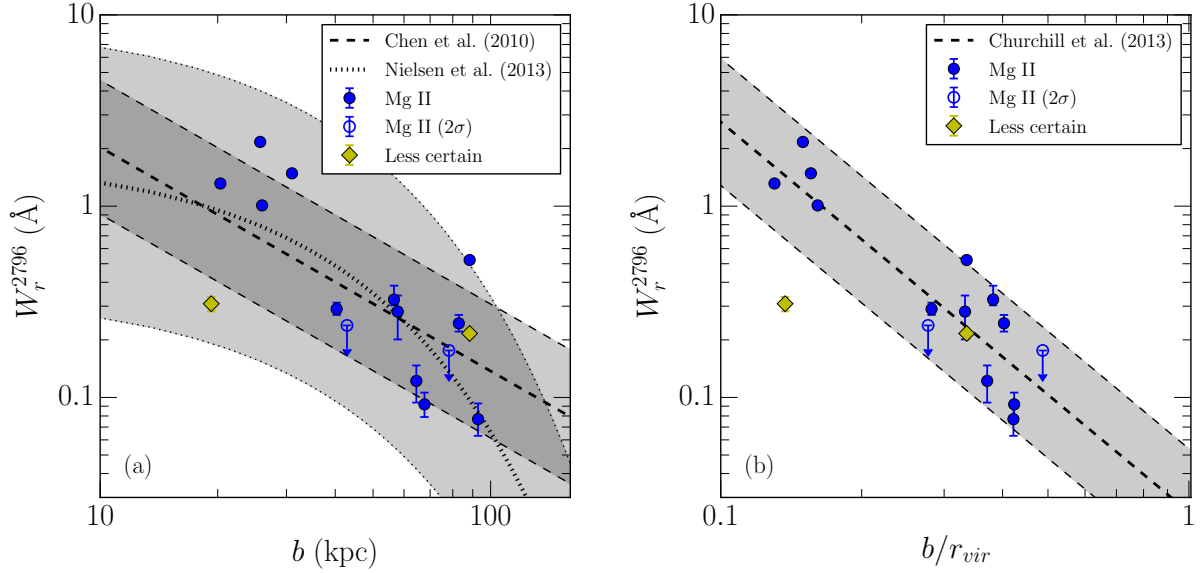 10
1
0.1
W_r^{2796} (Å)
Chen et al. (2010)
Nielsen et al. (2013)
Mg II
Mg II (2σ)
Less certain
(a)
10
100
b (kpc)
10
1
0.1
W_r^{2796} (Å)
Churchill et al. (2013)
Mg II
Mg II (2σ)
Less certain
(b)
0.1
1
b/r_{vir}